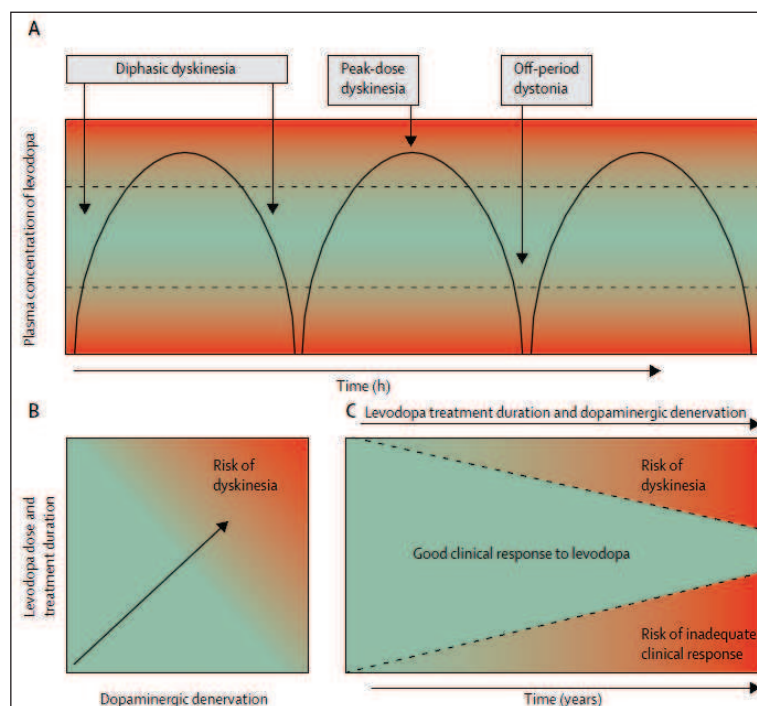 A
Diphasic dyskinesia
Peak-dose
dyskinesia
Off-period
dystonia
Plasma concentration of levodopa
Time (h)
B
Risk of
dyskinesia
Levodopa dose and
treatment duration
Dopaminergic denervation
C
Levodopa treatment duration and dopaminergic denervation
Risk of
dyskinesia
Good clinical response to levodopa
Risk of inadequate
clinical response
Time (years)